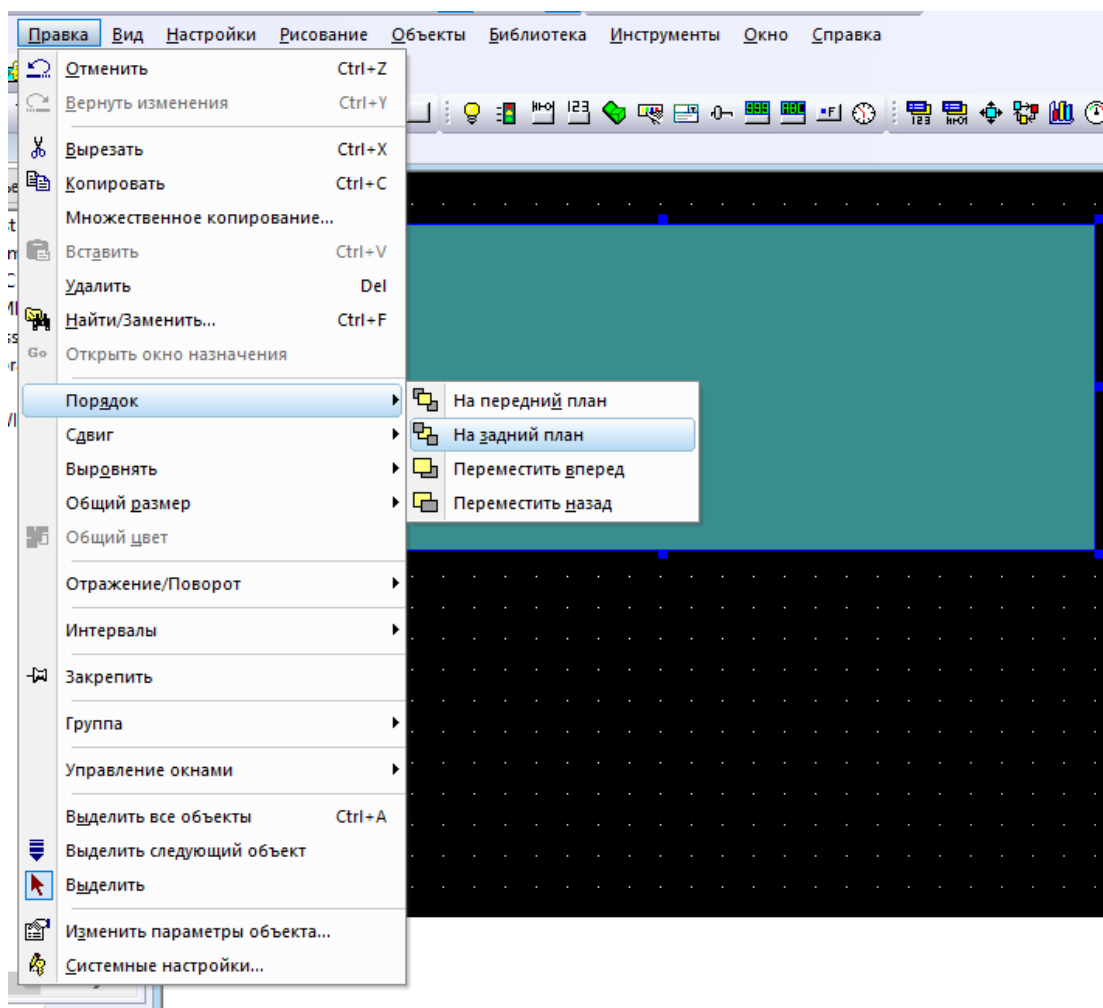 Правка Вид Настройки Рисование Объекты Библиотека Инструменты Окно Справка
Отменить Ctrl+Z
Вернуть изменения Ctrl+Y
Вырезать Ctrl+X
Копировать Ctrl+C
Множественное копирование...
Вставить Ctrl+V
Удалить Del
Найти/Заменить... Ctrl+F
Go Открыть окно назначения
Порядок
На передний план
Сдвиг
На задний план
Выровнять
Переместить вперед
Общий размер
Переместить назад
Общий цвет
Отражение/Поворот
Интервалы
Закрепить
Группа
Управление окнами
Выделить все объекты Ctrl+A
Выделить следующий объект
Выделить
Изменить параметры объекта...
Системные настройки...